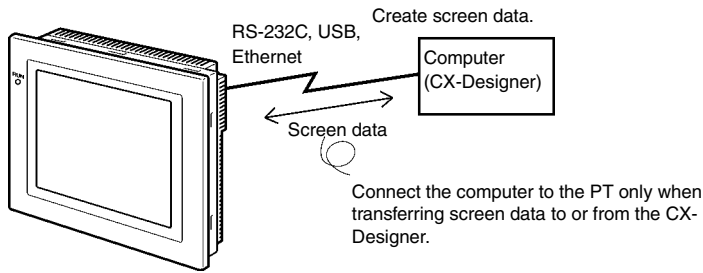 Create screen data.
RS-232C, USB,
Ethernet
Computer
(CX-Designer)
RUN
Screen data
Connect the computer to the PT only when
transferring screen data to or from the CX-
Designer.